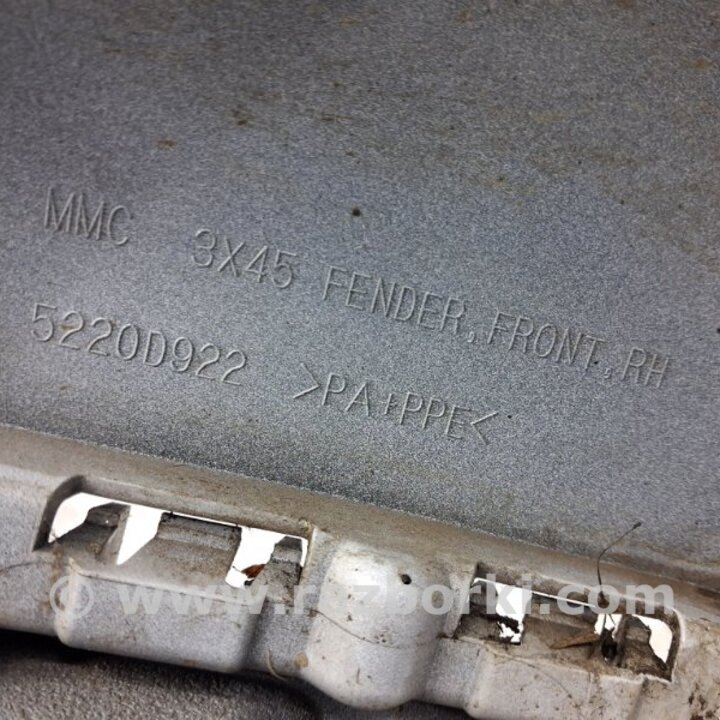 MMC 3X45 FENDER,FRONT,RH
5220D922 >PA+PPE<
© www.razborki.com